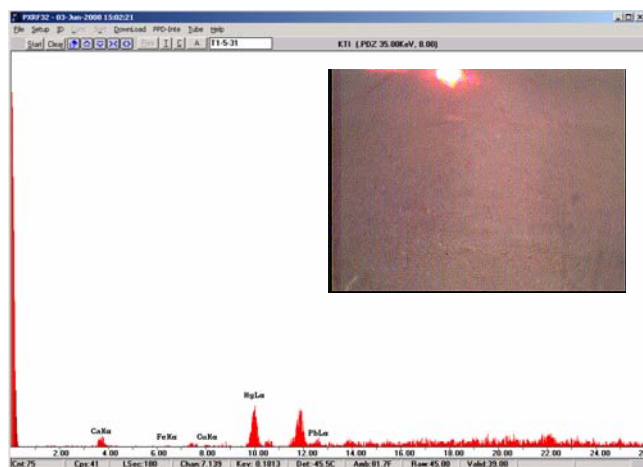 PXRF32 - 03-Jun-2008 15:02:21
File Setup ID DownLoad PPD-Inte Tube Help
Start Clear I C A T1-5-31 KTI (.PDZ 35.00KeV, 8.00)
HgLα
CaKα FeKα CuKα PbLα
2.00 4.00 6.00 8.00 10.00 12.00 14.00 16.00 18.00 20.00 22.00 24.00
Cnt:75 Cps:41 LSec:180 Chan:7.139 Key: 0.1813 Det:-45.5C Amb:81.7F Raw:45.00 Valid:39.00